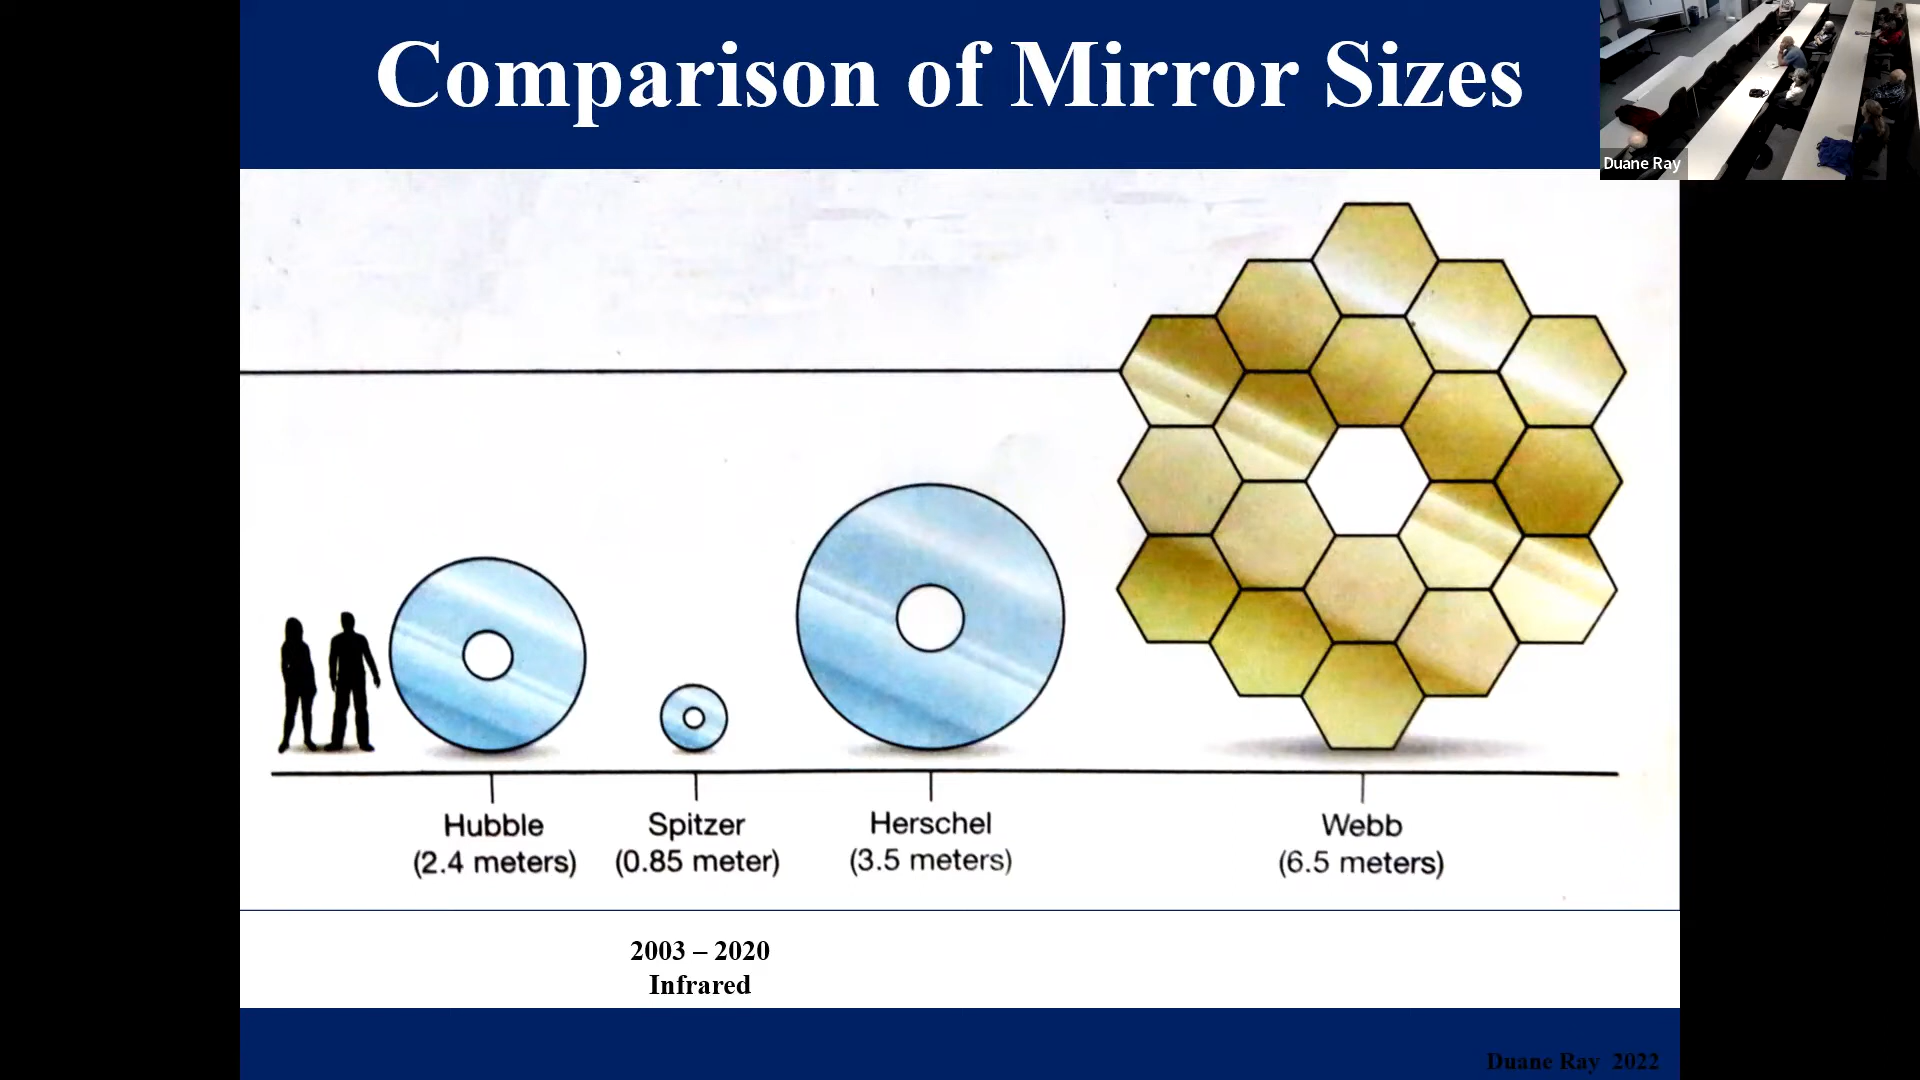 Comparison of Mirror Sizes
Duane Ray
Hubble
(2.4 meters)
Spitzer
(0.85 meter)
Herschel
(3.5 meters)
Webb
(6.5 meters)
2003 – 2020
Infrared
Duane Ray 2022